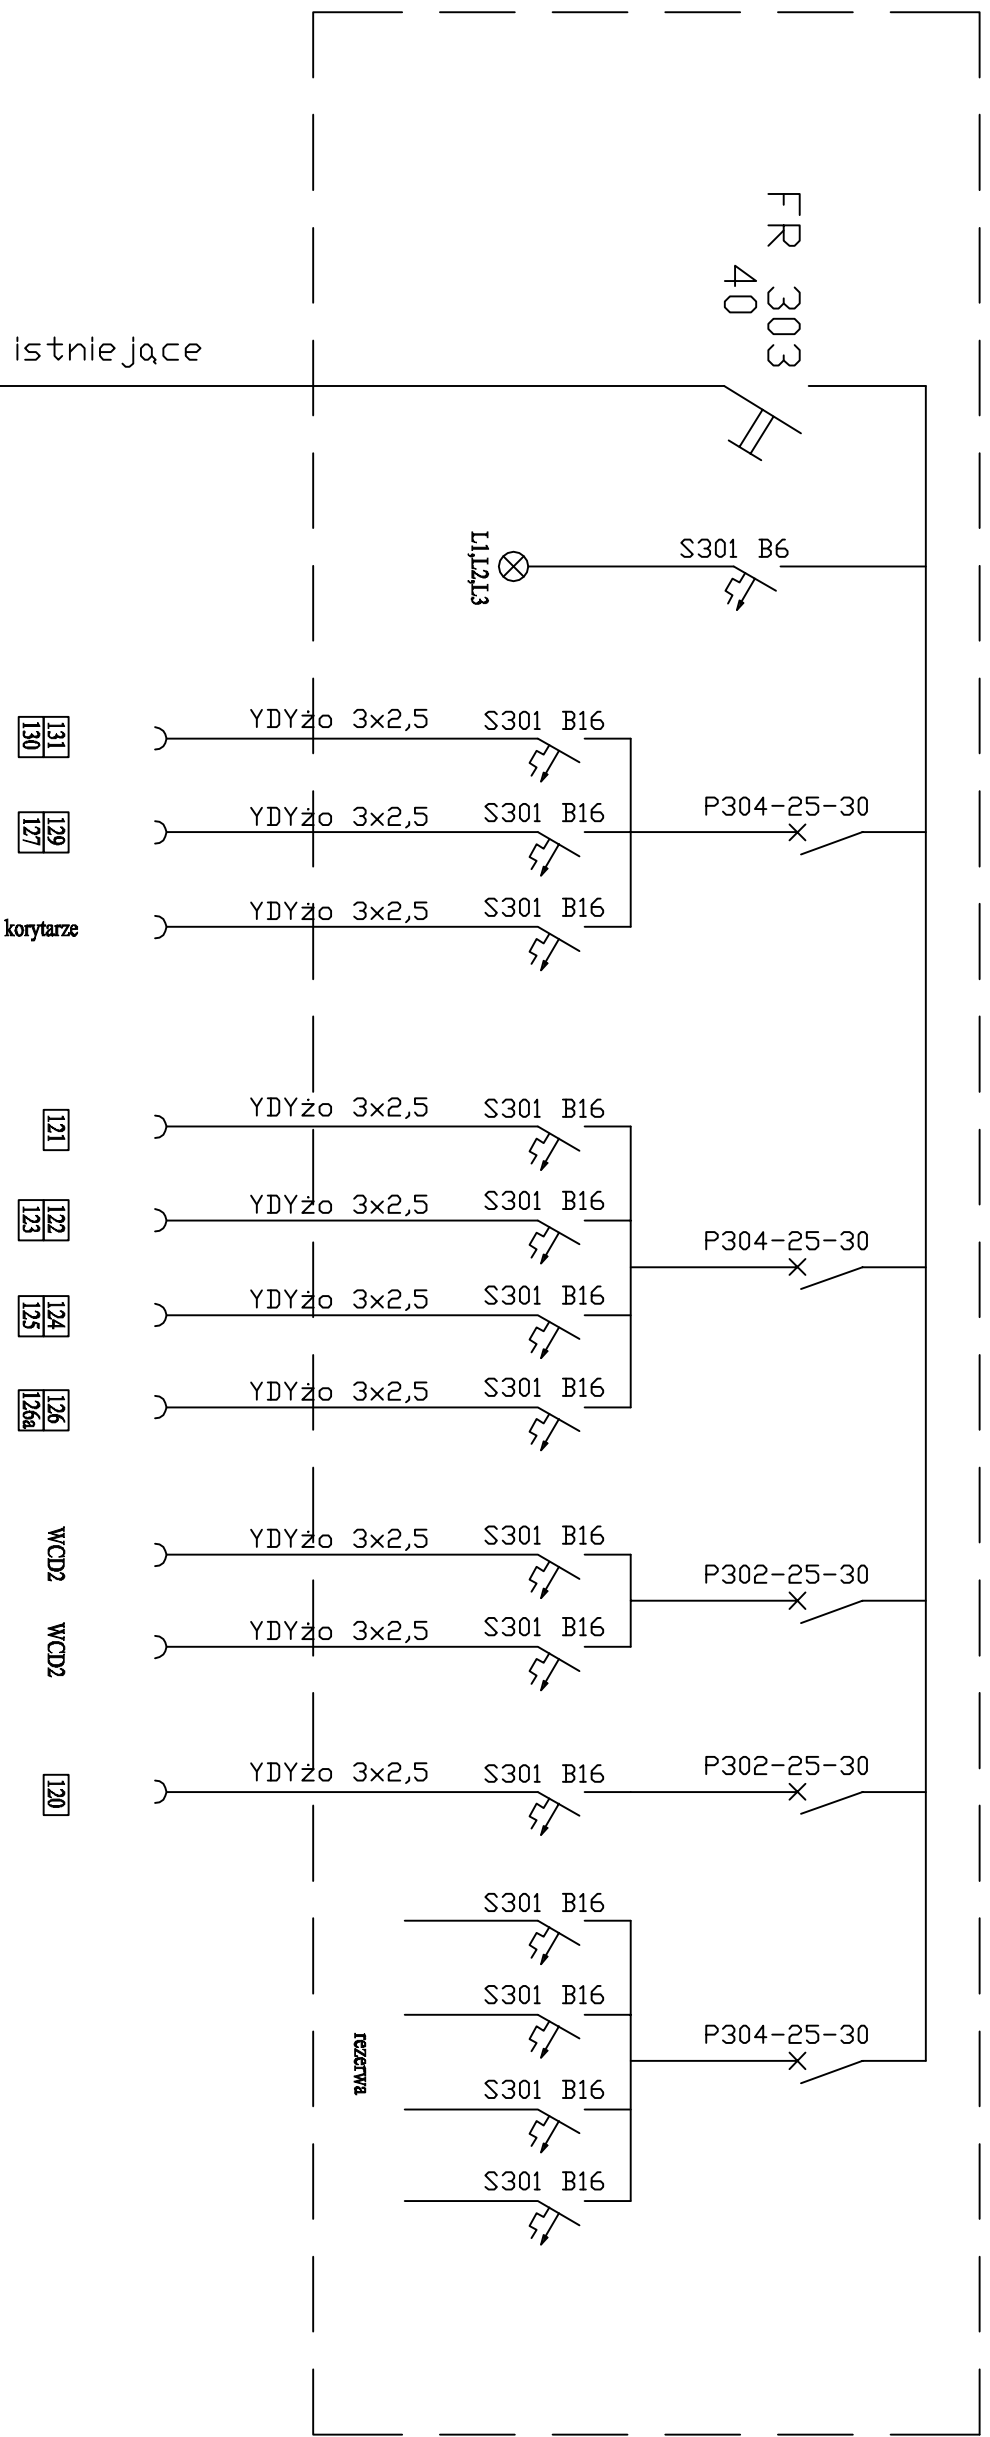 FR 303
40
istniejące
S301 B6
L1,L2,L3
YDYżo 3x2,5
S301 B16
131
130
P304-25-30
YDYżo 3x2,5
S301 B16
129
127
YDYżo 3x2,5
S301 B16
korytarze
YDYżo 3x2,5
S301 B16
121
YDYżo 3x2,5
S301 B16
122
123
P304-25-30
YDYżo 3x2,5
S301 B16
124
125
YDYżo 3x2,5
S301 B16
126
126a
YDYżo 3x2,5
S301 B16
WCD2
P302-25-30
YDYżo 3x2,5
S301 B16
WCD2
P302-25-30
YDYżo 3x2,5
S301 B16
120
S301 B16
S301 B16
P304-25-30
rezerwa
S301 B16
S301 B16